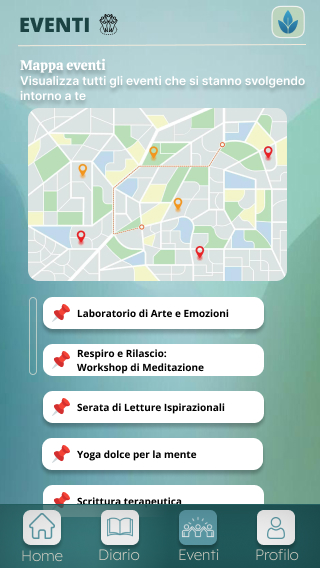 EVENTI
Mappa eventi
Visualizza tutti gli eventi che si stanno svolgendo
intorno a te
Laboratorio di Arte e Emozioni
Respiro e Rilascio:
Workshop di Meditazione
Serata di Letture Ispirazionali
Yoga dolce per la mente
Scrittura terapeutica
Home
Diario
Eventi
Profilo